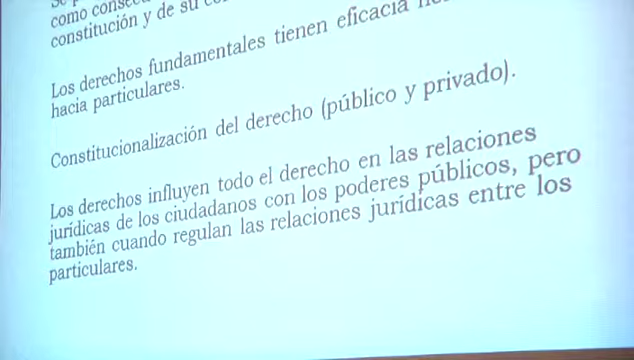 como
constitución y de su
Los derechos fundamentales tienen eficacia
hacia particulares.
Constitucionalización del derecho (público y privado).
Los derechos influyen todo el derecho en las relaciones
jurídicas de los ciudadanos con los poderes públicos, pero
también cuando regulan las relaciones jurídicas entre los
particulares.